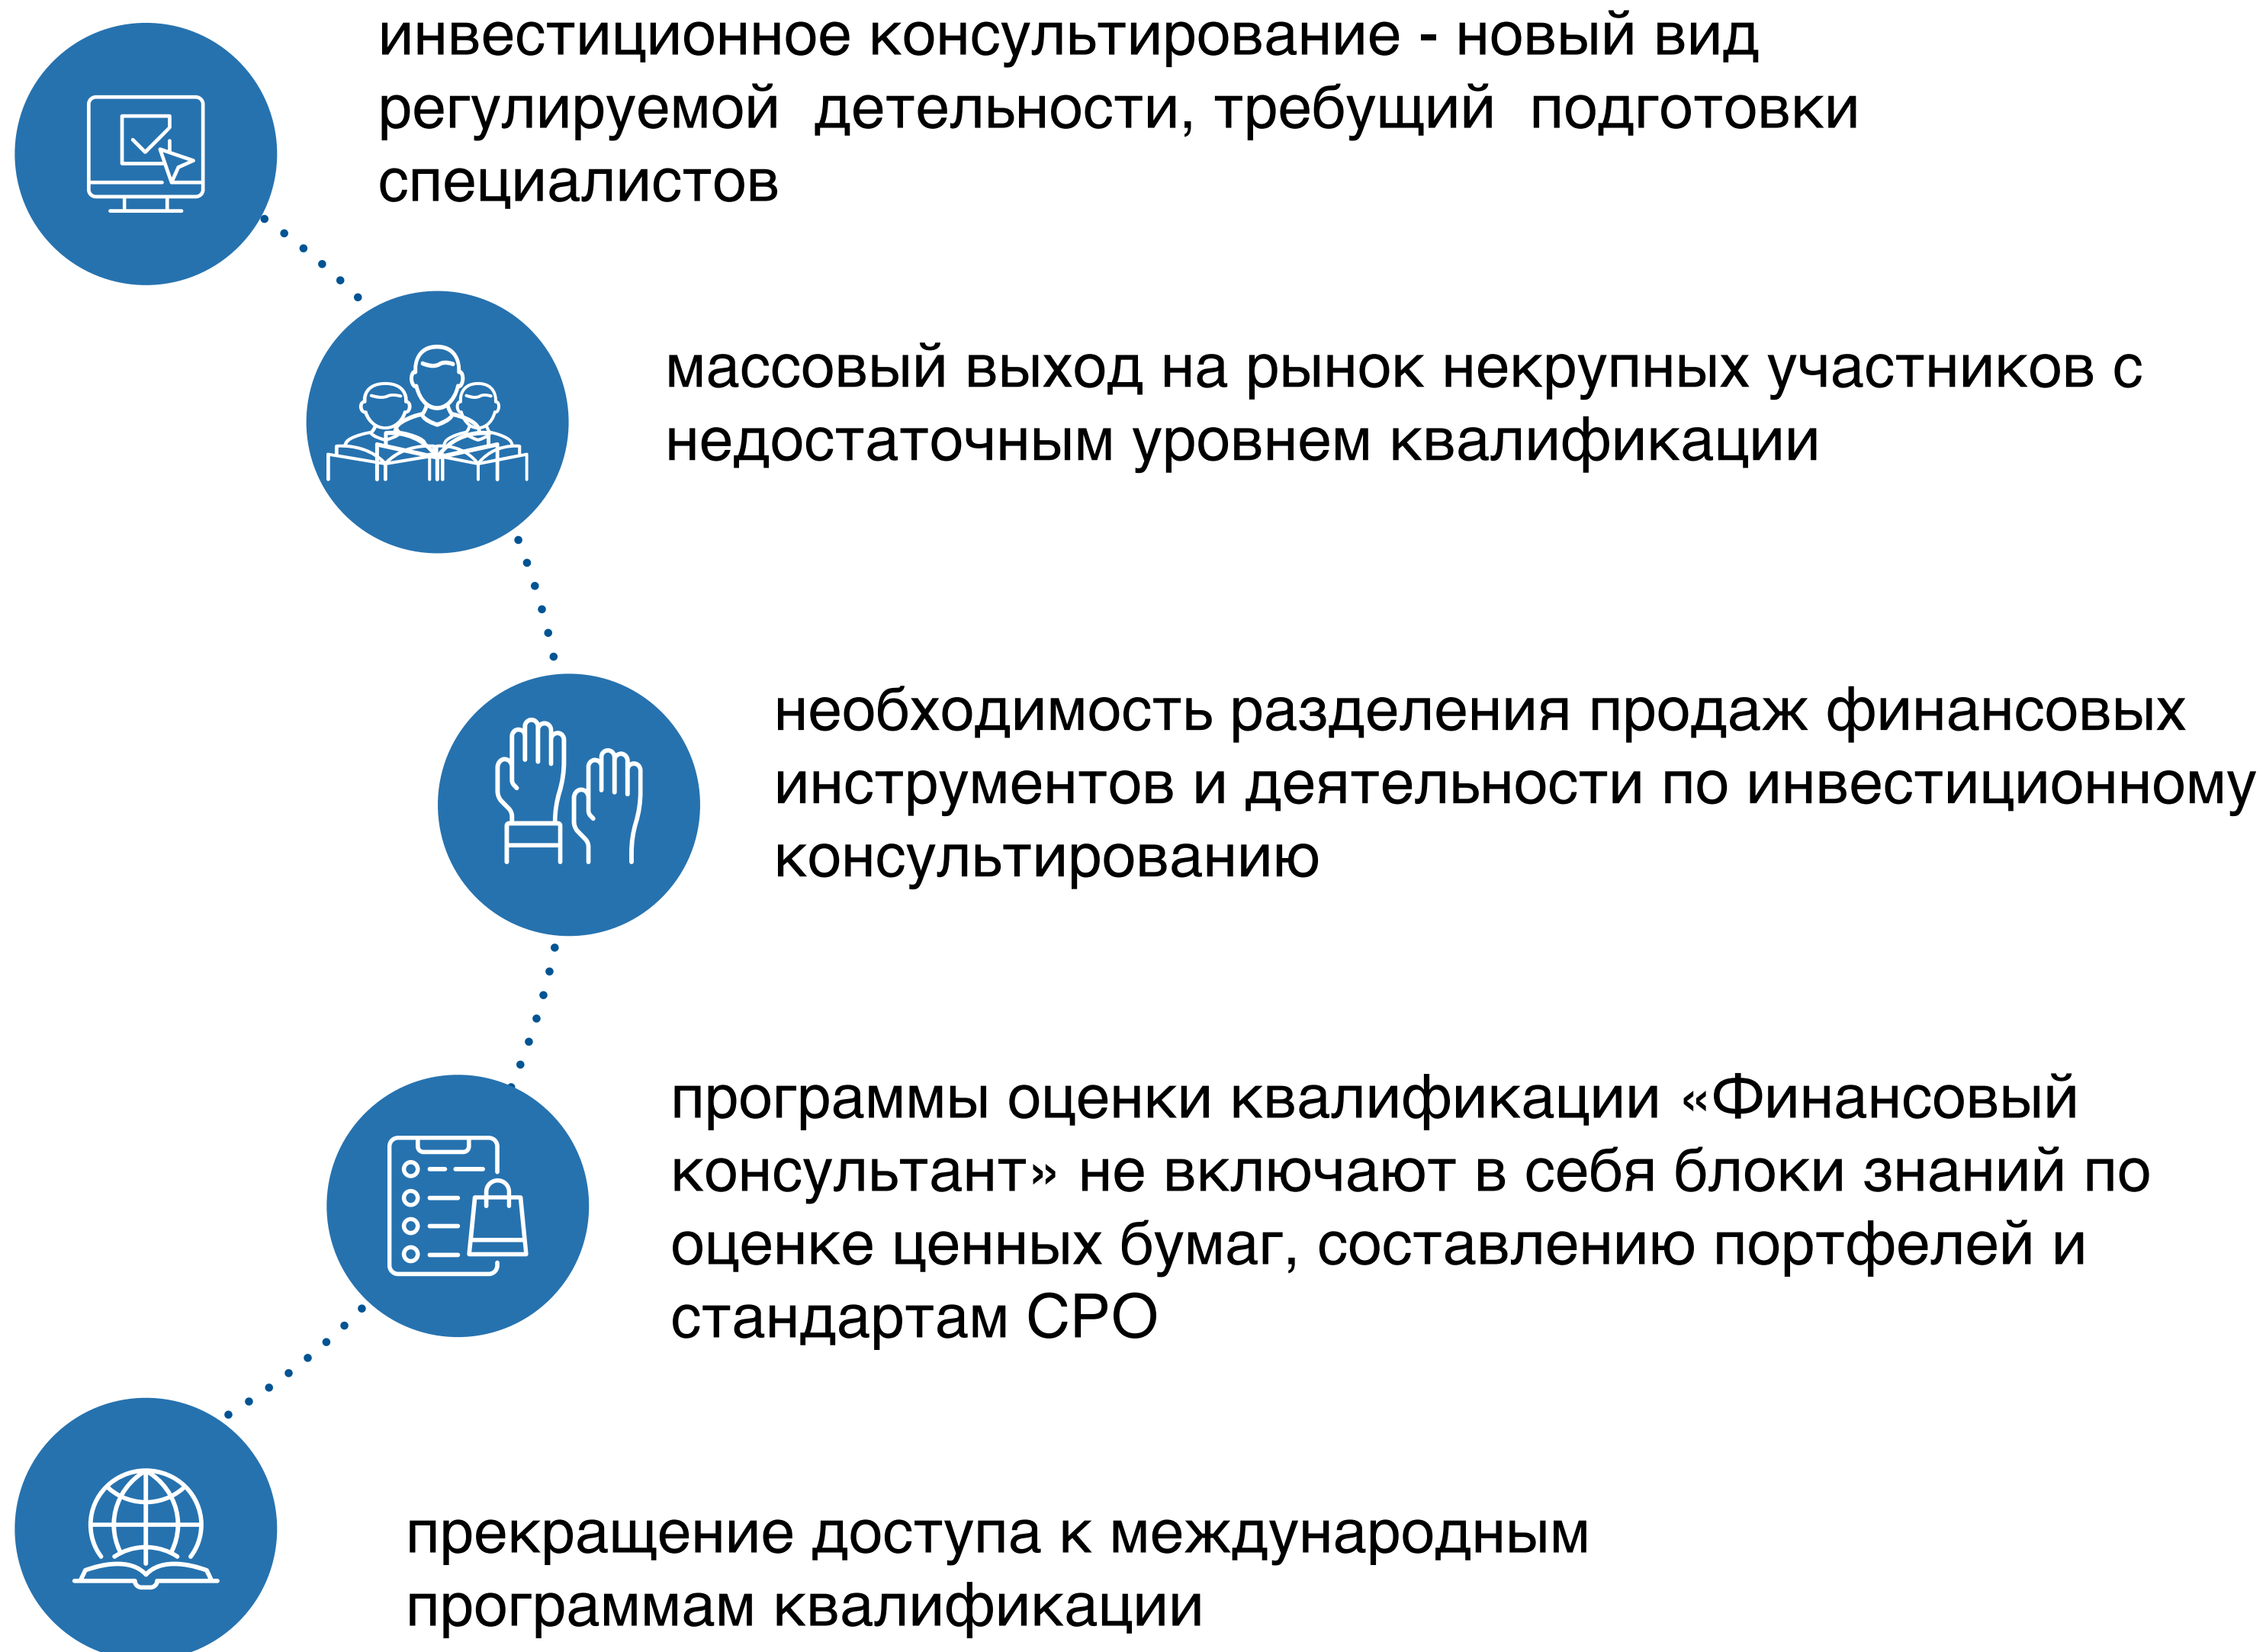 инвестиционное консультирование - новый вид
регулируемой детельности, требущий подготовки
специалистов
массовый выход на рынок некрупных участников с
недостаточным уровнем квалификации
необходимость разделения продаж финансовых
инструментов и деятельности по инвестиционному
консультированию
программы оценки квалификации «Финансовый
консультант» не включают в себя блоки знаний по
оценке ценных бумаг, составлению портфелей и
стандартам СРО
прекращение доступа к международным
программам квалификации